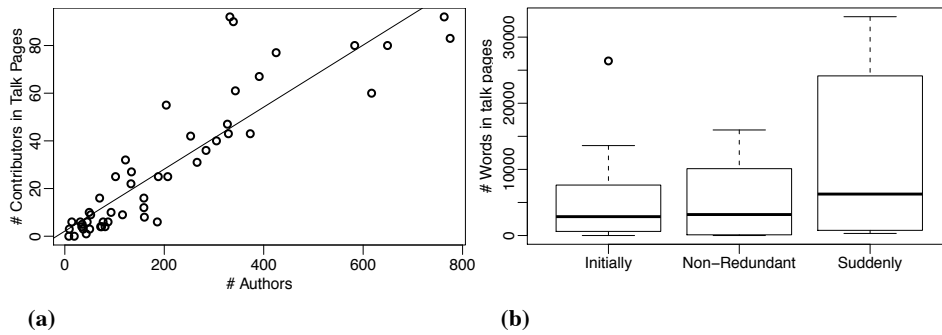 # Contributors in Talk Pages
80
60
40
20
0
0
200
400
600
800
# Authors
(a)
# Words in talk pages
30000
10000
0
Initially
Non−Redundant
Suddenly
(b)